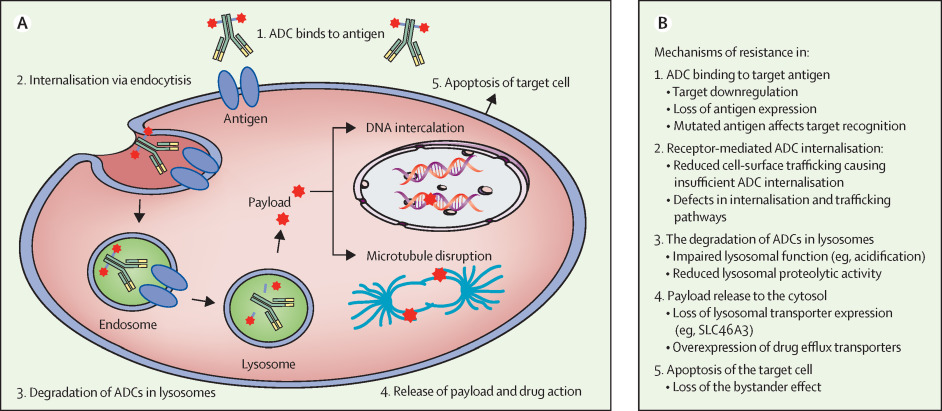 A
1. ADC binds to antigen
2. Internalisation via endocytisis
5. Apoptosis of target cell
Antigen
DNA intercalation
Payload
Microtubule disruption
Endosome
Lysosome
3. Degradation of ADCs in lysosomes
4. Release of payload and drug action
B
Mechanisms of resistance in:
1. ADC binding to target antigen
• Target downregulation
• Loss of antigen expression
• Mutated antigen affects target recognition
2. Receptor-mediated ADC internalisation:
• Reduced cell-surface trafficking causing
insufficient ADC internalisation
• Defects in internalisation and trafficking
pathways
3. The degradation of ADCs in lysosomes
• Impaired lysosomal function (eg, acidification)
• Reduced lysosomal proteolytic activity
4. Payload release to the cytosol
• Loss of lysosomal transporter expression
(eg, SLC46A3)
• Overexpression of drug efflux transporters
5. Apoptosis of the target cell
• Loss of the bystander effect